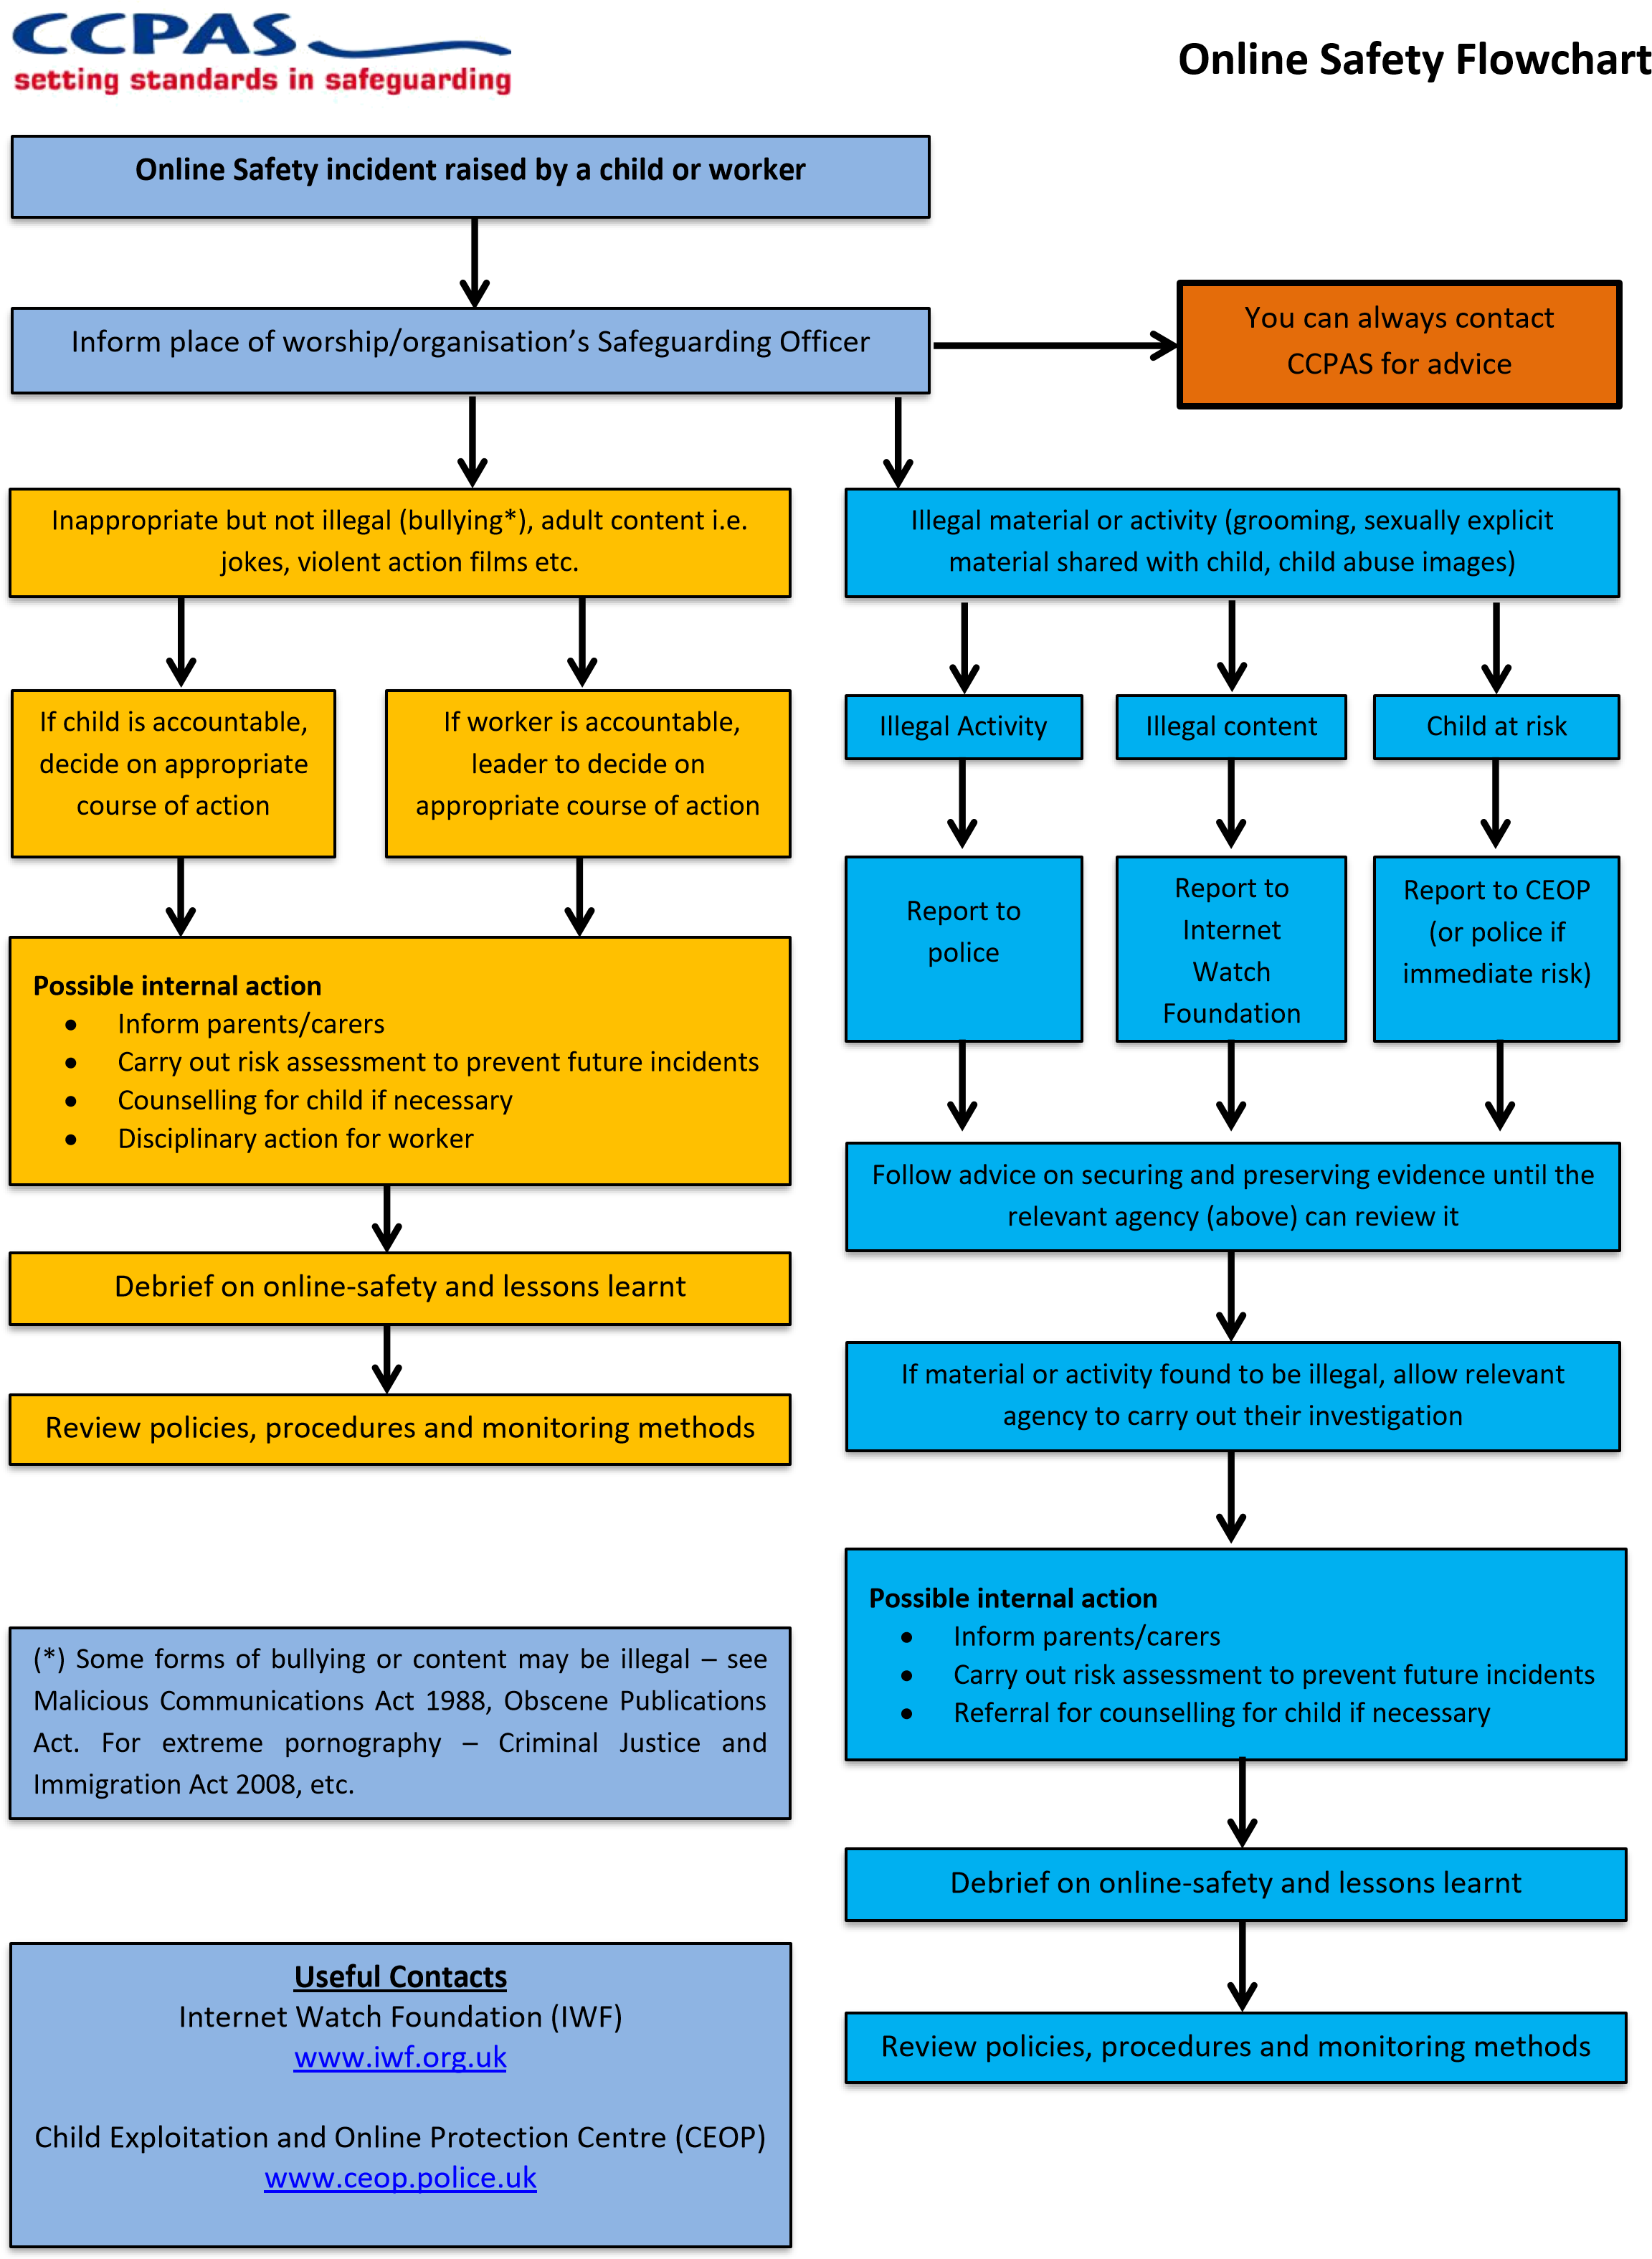 CCPAS
setting standards in safeguarding
Online Safety Flowchart
Online Safety incident raised by a child or worker
Inform place of worship/organisation’s Safeguarding Officer
You can always contact
CCPAS for advice
Inappropriate but not illegal (bullying*), adult content i.e.
jokes, violent action films etc.
If child is accountable,
decide on appropriate
course of action
If worker is accountable,
leader to decide on
appropriate course of action
Possible internal action
• Inform parents/carers
• Carry out risk assessment to prevent future incidents
• Counselling for child if necessary
• Disciplinary action for worker
Debrief on online-safety and lessons learnt
Review policies, procedures and monitoring methods
Illegal material or activity (grooming, sexually explicit
material shared with child, child abuse images)
Illegal Activity
Illegal content
Child at risk
Report to
police
Report to
Internet
Watch
Foundation
Report to CEOP
(or police if
immediate risk)
Follow advice on securing and preserving evidence until the
relevant agency (above) can review it
If material or activity found to be illegal, allow relevant
agency to carry out their investigation
Possible internal action
• Inform parents/carers
• Carry out risk assessment to prevent future incidents
• Referral for counselling for child if necessary
Debrief on online-safety and lessons learnt
Review policies, procedures and monitoring methods
(*) Some forms of bullying or content may be illegal – see
Malicious Communications Act 1988, Obscene Publications
Act. For extreme pornography – Criminal Justice and
Immigration Act 2008, etc.
Useful Contacts
Internet Watch Foundation (IWF)
www.iwf.org.uk
Child Exploitation and Online Protection Centre (CEOP)
www.ceop.police.uk